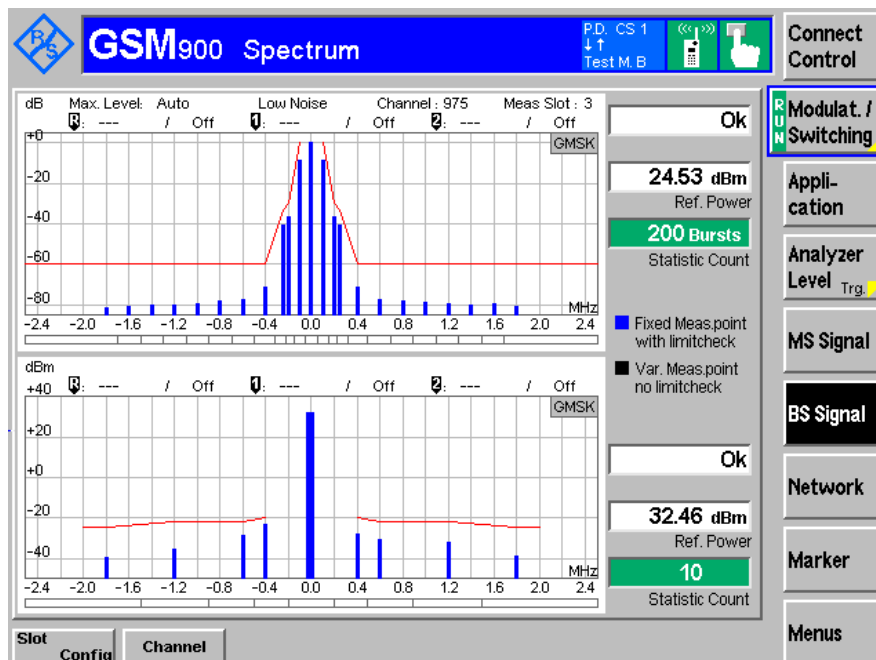 R/S
GSM900 Spectrum
P.D. CS 1
↓↑
Test M. B
Connect Control
dB Max. Level: Auto Low Noise Channel : 975 Meas Slot : 3
R: --- / Off 1: --- / Off 2: --- / Off
GMSK
+0
-20
-40
-60
-80
MHz
-2.4 -2.0 -1.6 -1.2 -0.8 -0.4 0.0 0.4 0.8 1.2 1.6 2.0 2.4
Ok
24.53 dBm
Ref. Power
200 Bursts
Statistic Count
Fixed Meas.point
with limitcheck
Var. Meas.point
no limitcheck
dBm
R: --- / Off 1: --- / Off 2: --- / Off
GMSK
+40
+20
+0
-20
-40
MHz
-2.4 -2.0 -1.6 -1.2 -0.8 -0.4 0.0 0.4 0.8 1.2 1.6 2.0 2.4
Ok
32.46 dBm
Ref. Power
10
Statistic Count
RUN
Modulat. /
Switching
Appli-
cation
Analyzer
Level Trg.
MS Signal
BS Signal
Network
Marker
Menus
Slot
Config
Channel